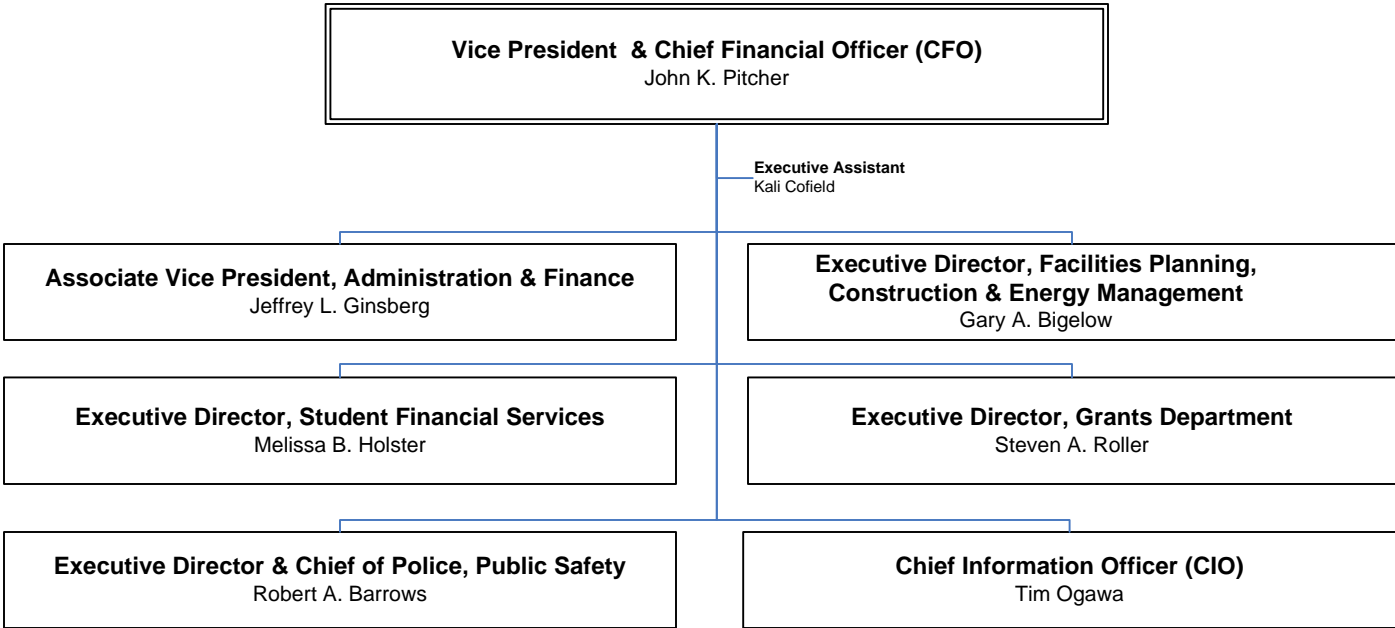 Vice President & Chief Financial Officer (CFO)
John K. Pitcher
Executive Assistant
Kali Cofield
Associate Vice President, Administration & Finance
Jeffrey L. Ginsberg
Executive Director, Facilities Planning,
Construction & Energy Management
Gary A. Bigelow
Executive Director, Student Financial Services
Melissa B. Holster
Executive Director, Grants Department
Steven A. Roller
Executive Director & Chief of Police, Public Safety
Robert A. Barrows
Chief Information Officer (CIO)
Tim Ogawa